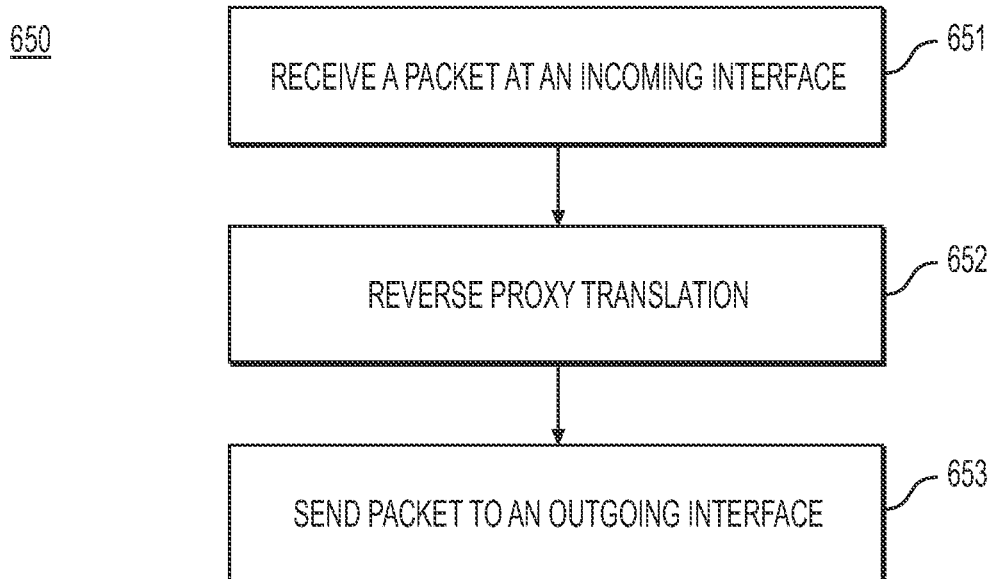 650
RECEIVE A PACKET AT AN INCOMING INTERFACE
651
REVERSE PROXY TRANSLATION
652
SEND PACKET TO AN OUTGOING INTERFACE
653